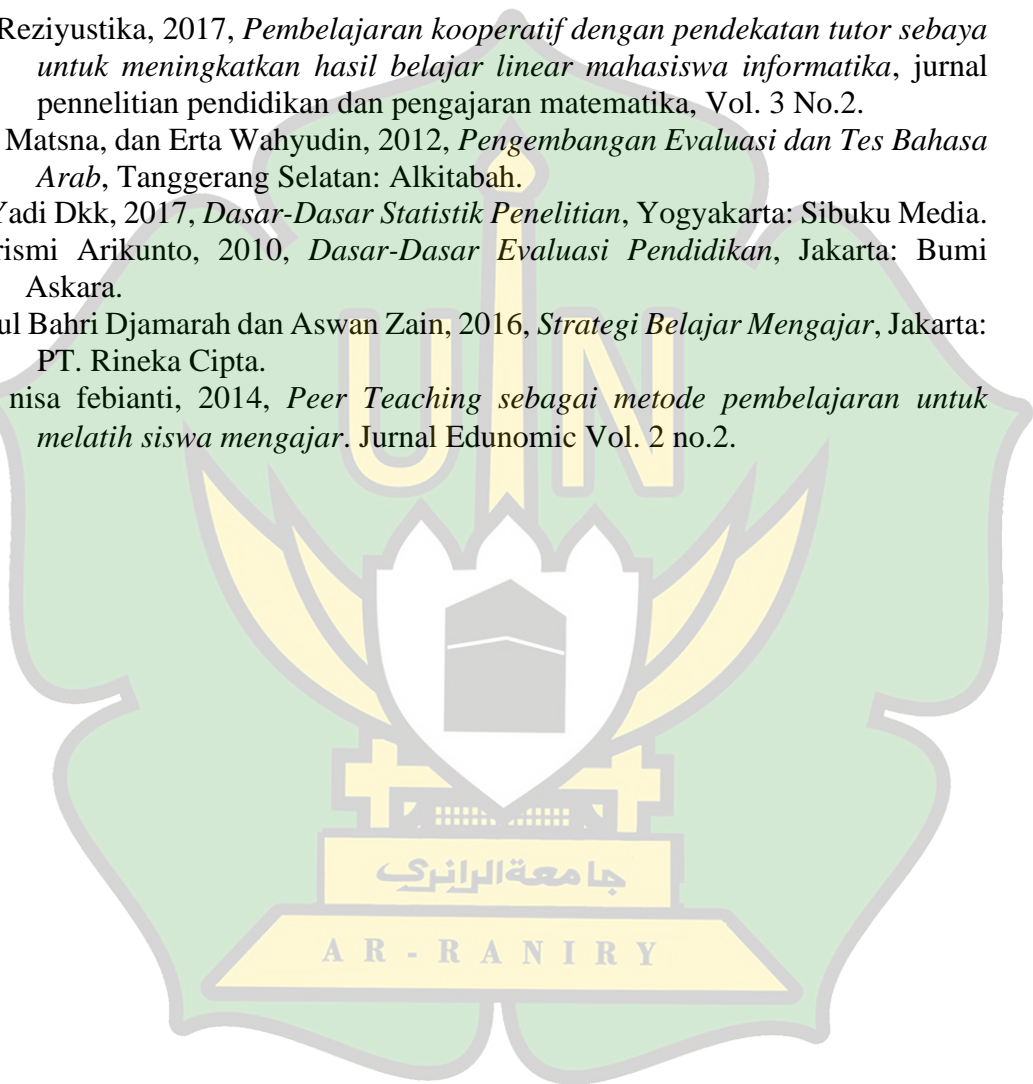 Reziyustika, 2017, Pembelajaran kooperatif dengan pendekatan tutor sebaya
untuk meningkatkan hasil belajar linear mahasiswa informatika, jurnal
pennelitian pendidikan dan pengajaran matematika, Vol. 3 No.2.
Matsna, dan Erta Wahyudin, 2012, Pengembangan Evaluasi dan Tes Bahasa
Arab, Tanggerang Selatan: Alkitabah.
Yadi Dkk, 2017, Dasar-Dasar Statistik Penelitian, Yogyakarta: Sibuku Media.
rismi Arikunto, 2010, Dasar-Dasar Evaluasi Pendidikan, Jakarta: Bumi
Askara.
ul Bahri Djamarah dan Aswan Zain, 2016, Strategi Belajar Mengajar, Jakarta:
PT. Rineka Cipta.
nisa febianti, 2014, Peer Teaching sebagai metode pembelajaran untuk
melatih siswa mengajar. Jurnal Edunomic Vol. 2 no.2.
UIN
جامعة الرانري
AR-RANIRY